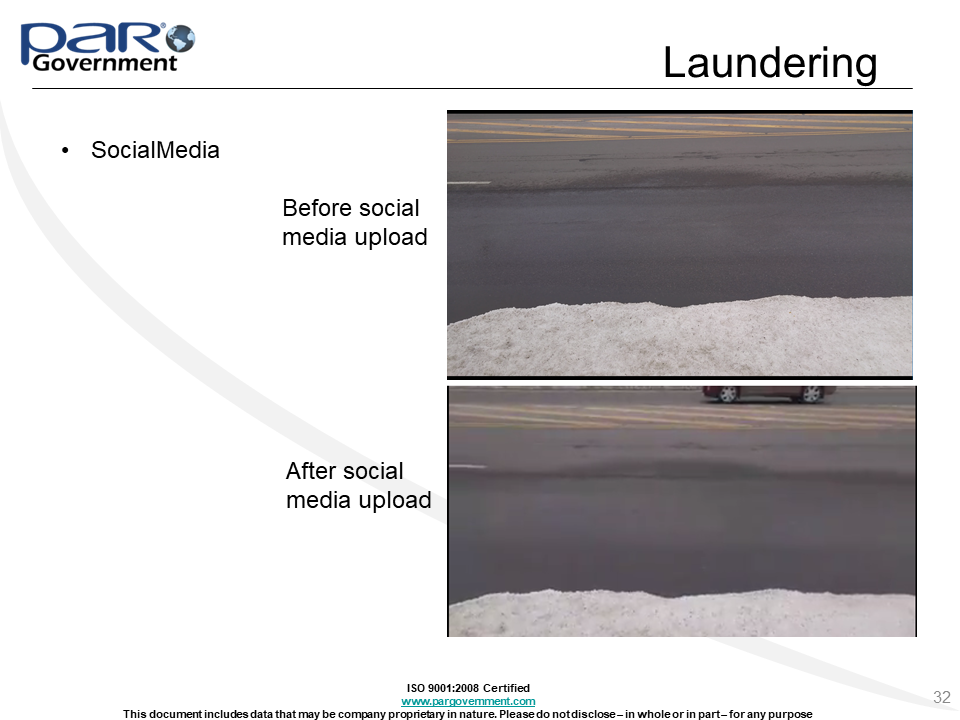 PAR®
Government
Laundering
• SocialMedia
Before social
media upload
After social
media upload
ISO 9001:2008 Certified
www.pargovernment.com
This document includes data that may be company proprietary in nature. Please do not disclose – in whole or in part – for any purpose
32